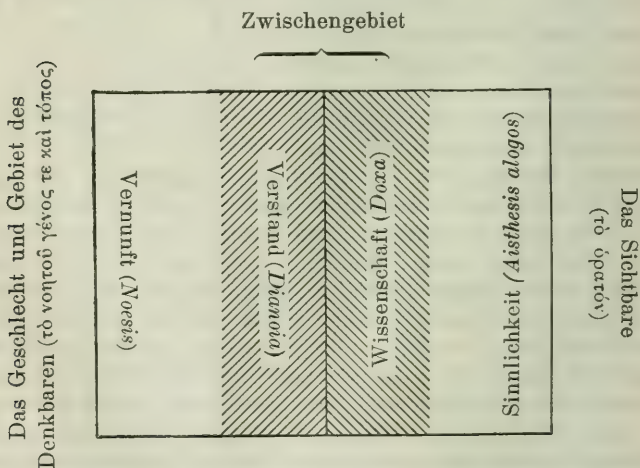 Zwischengebiet
Das Geschlecht und Gebiet des
Denkbaren (τὸ νοητοῦ γένος τε καὶ τόπος)
Vernunft (Noesis)
Verstand (Dianoia)
Wissenschaft (Doxa)
Sinnlichkeit (Aisthesis alogos)
Das Sichtbare
(τὸ ὁρατόν)